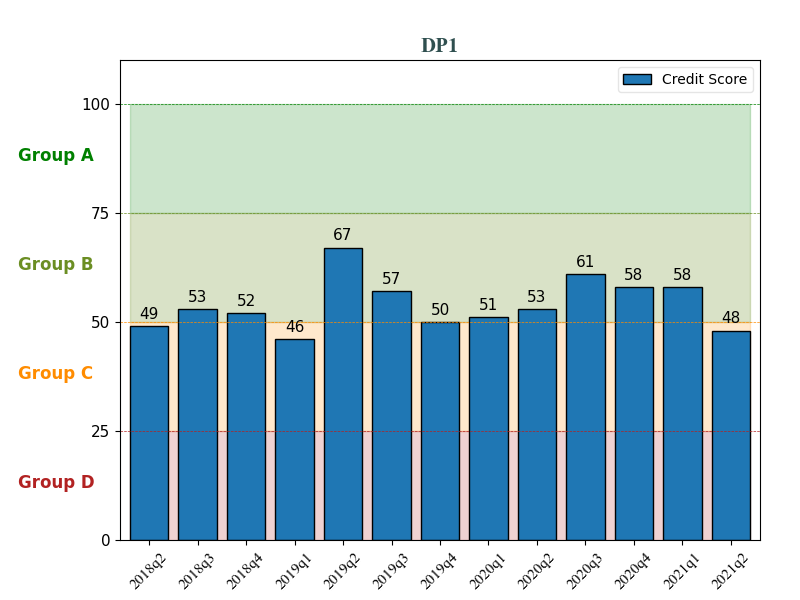 DP1
Credit Score
100
Group A
75
Group B
50
Group C
25
Group D
0
49
53
52
46
67
57
50
51
53
61
58
58
48
2018q2
2018q3
2018q4
2019q1
2019q2
2019q3
2019q4
2020q1
2020q2
2020q3
2020q4
2021q1
2021q2